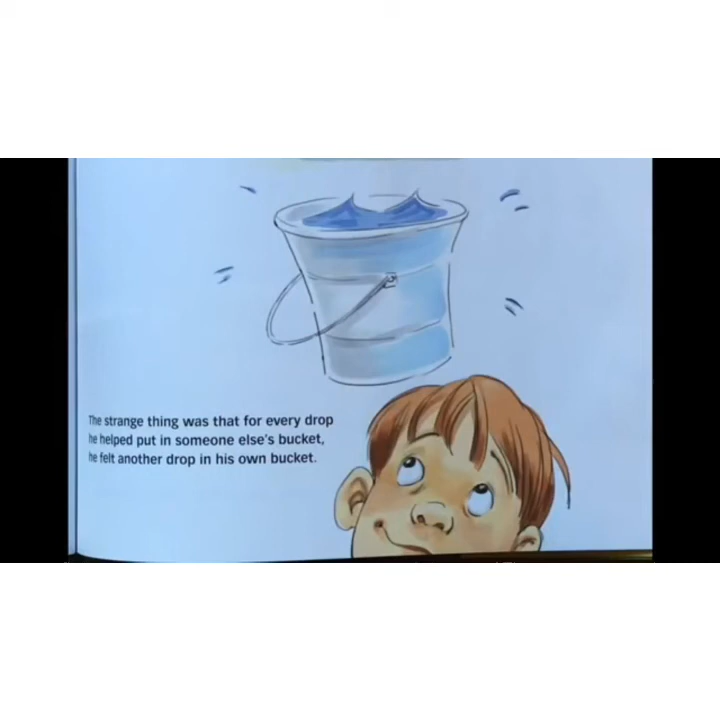 The strange thing was that for every drop
he helped put in someone else's bucket,
he felt another drop in his own bucket.